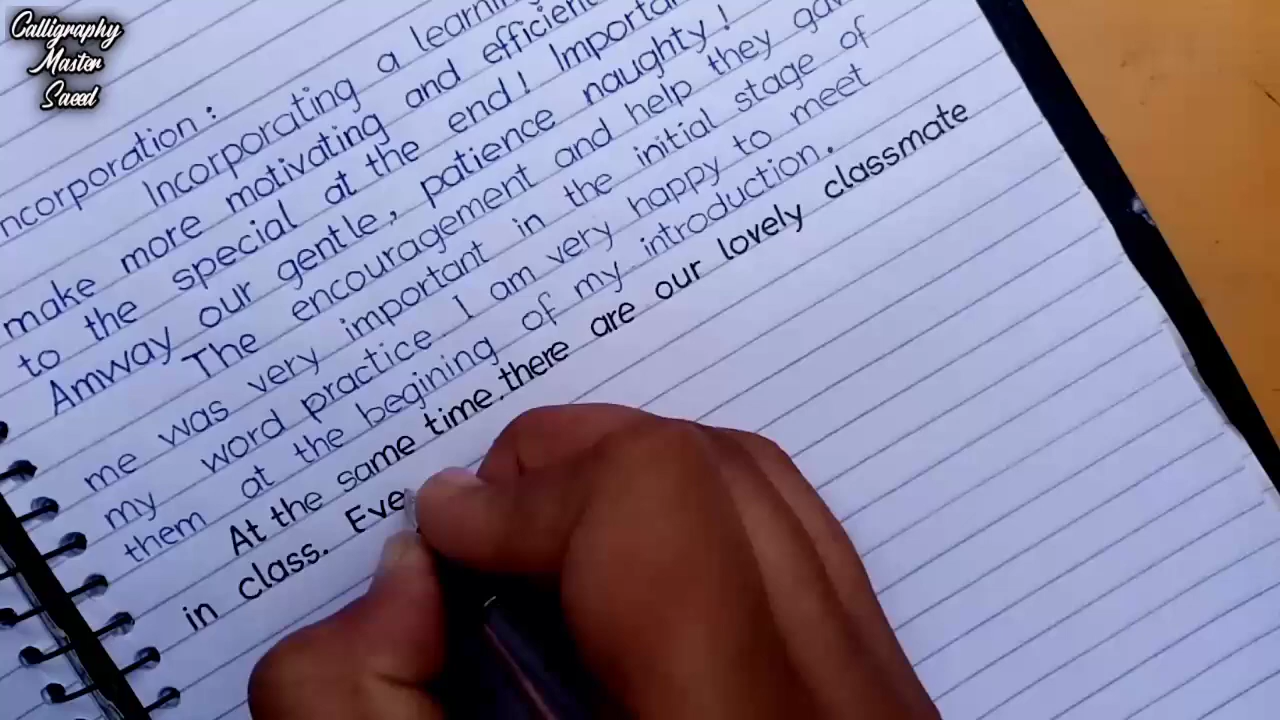 Calligraphy
Master
Saeed
ncorporation:
Incorporating a learnin
make more motivating and efficien
to the special at the end! Importa
Amway our gentle, patience naughty!
The encouragement and help they gav
me was very important in the initial stage of
my word practice. I am very happy to meet
them at the begining of my introduction.
At the same time.there are our lovely classmate
in class. Eve